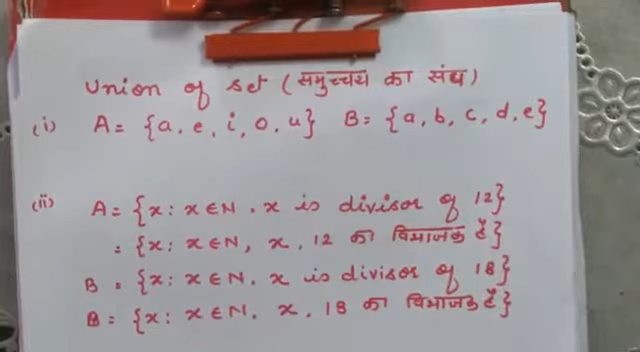 Union of set (समुच्चय का संघ)
(i) A = {a, e, i, o, u} B = {a, b, c, d, e}
(ii) A = {x : x ∈ N, x is divisor of 12}
= {x : x ∈ N, x, 12 का विभाजक है}
B = {x : x ∈ N, x is divisor of 18}
B = {x : x ∈ N, x, 18 का विभाजक है}